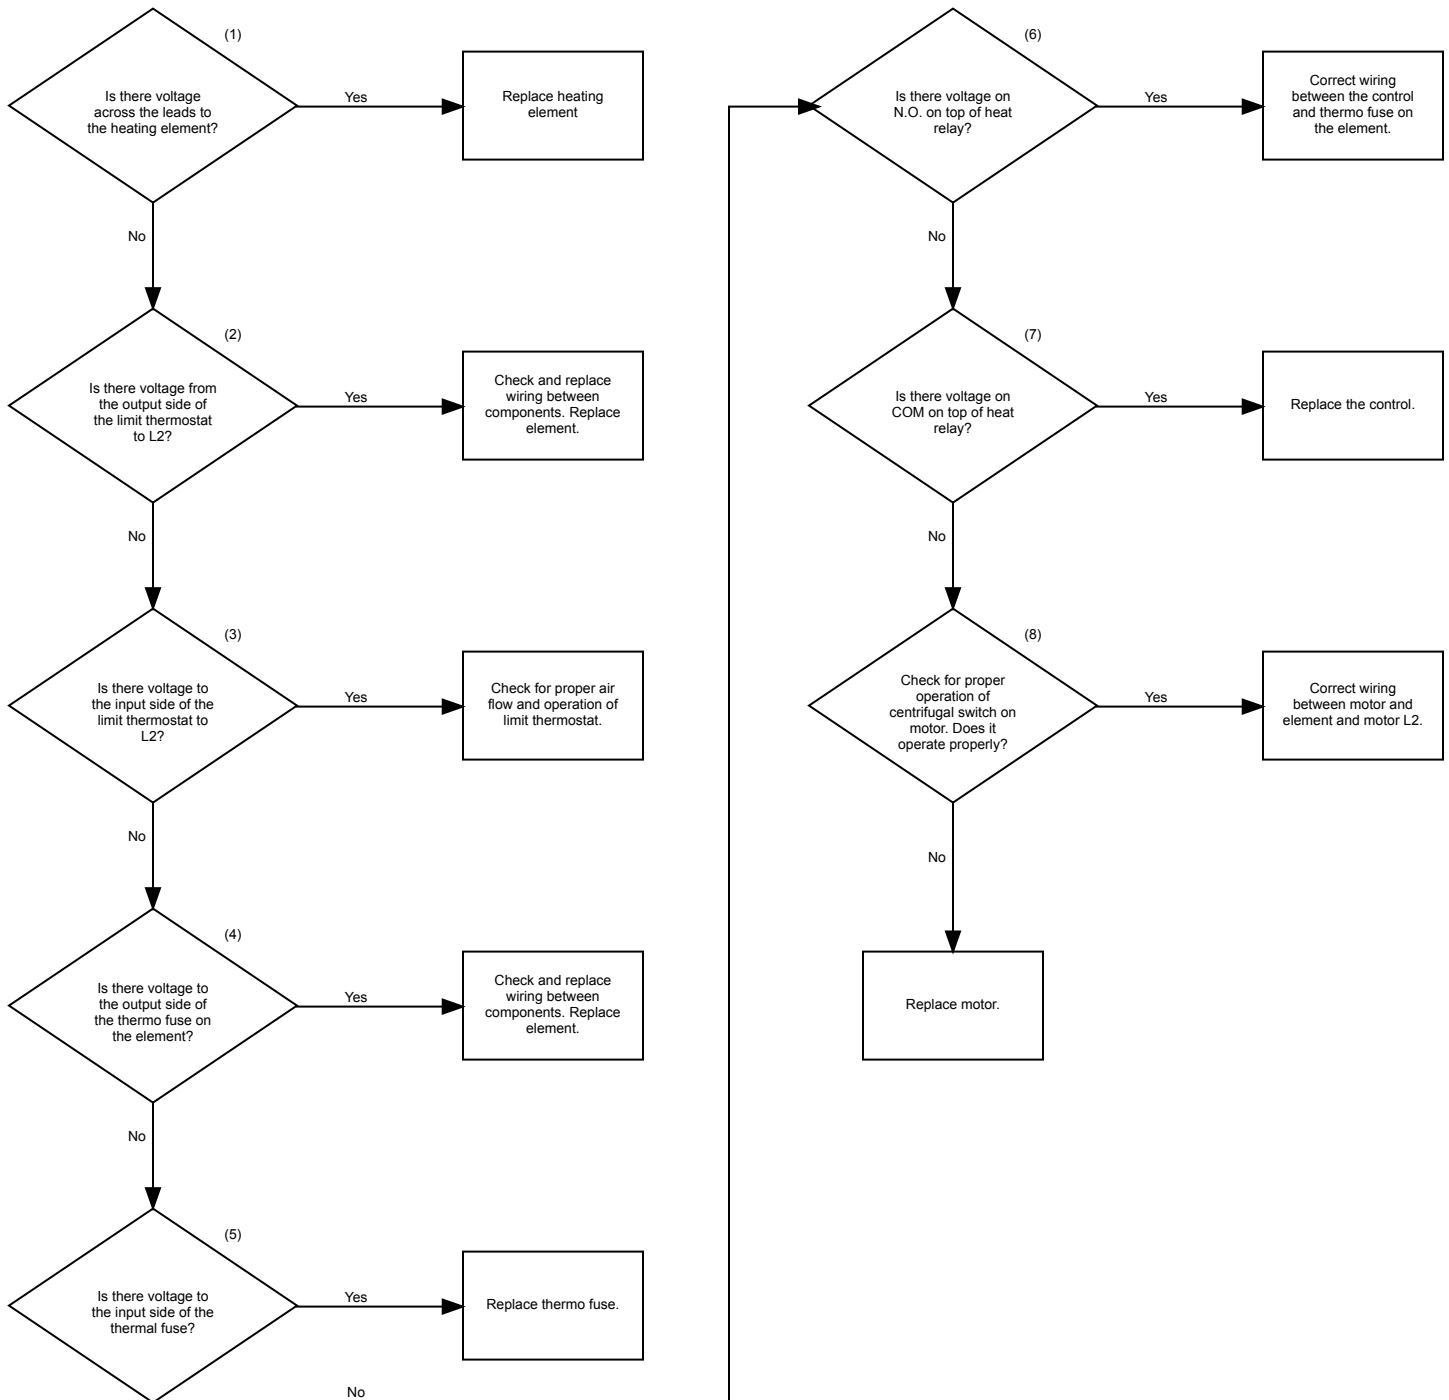 (1)
Is there voltage
across the leads to
the heating element?
Yes
Replace heating
element
No
(2)
Is there voltage from
the output side of
the limit thermostat
to L2?
Yes
Check and replace
wiring between
components. Replace
element.
No
(3)
Is there voltage to
the input side of the
limit thermostat to
L2?
Yes
Check for proper air
flow and operation of
limit thermostat.
No
(4)
Is there voltage to
the output side of
the thermo fuse on
the element?
Yes
Check and replace
wiring between
components. Replace
element.
No
(5)
Is there voltage to
the input side of the
thermal fuse?
Yes
Replace thermo fuse.
No
(6)
Is there voltage on
N.O. on top of heat
relay?
Yes
Correct wiring
between the control
and thermo fuse on
the element.
No
(7)
Is there voltage on
COM on top of heat
relay?
Yes
Replace the control.
No
(8)
Check for proper
operation of
centrifugal switch on
motor. Does it
operate properly?
Yes
Correct wiring
between motor and
element and motor L2.
No
Replace motor.